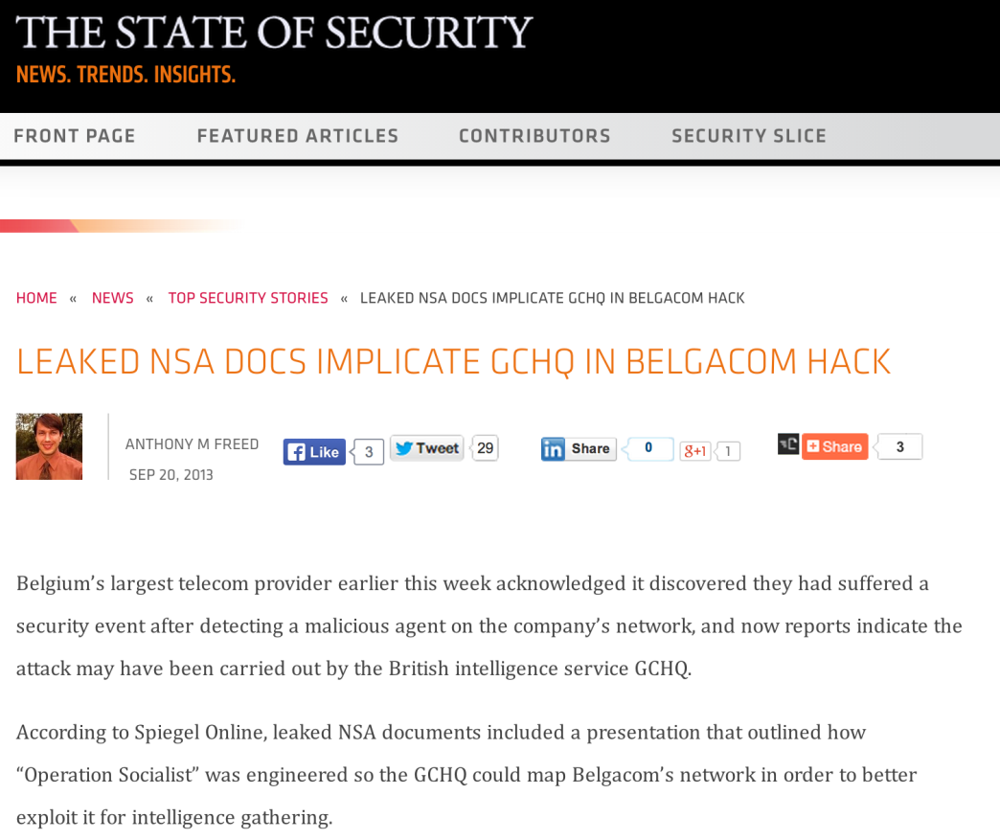 THE STATE OF SECURITY
NEWS. TRENDS. INSIGHTS.
FRONT PAGE FEATURED ARTICLES CONTRIBUTORS SECURITY SLICE
HOME « NEWS « TOP SECURITY STORIES « LEAKED NSA DOCS IMPLICATE GCHQ IN BELGACOM HACK
LEAKED NSA DOCS IMPLICATE GCHQ IN BELGACOM HACK
ANTHONY M FREED
SEP 20, 2013
Like 3 Tweet 29 in Share 0 g+1 1 Share 3
Belgium’s largest telecom provider earlier this week acknowledged it discovered they had suffered a
security event after detecting a malicious agent on the company’s network, and now reports indicate the
attack may have been carried out by the British intelligence service GCHQ.
According to Spiegel Online, leaked NSA documents included a presentation that outlined how
“Operation Socialist” was engineered so the GCHQ could map Belgacom’s network in order to better
exploit it for intelligence gathering.